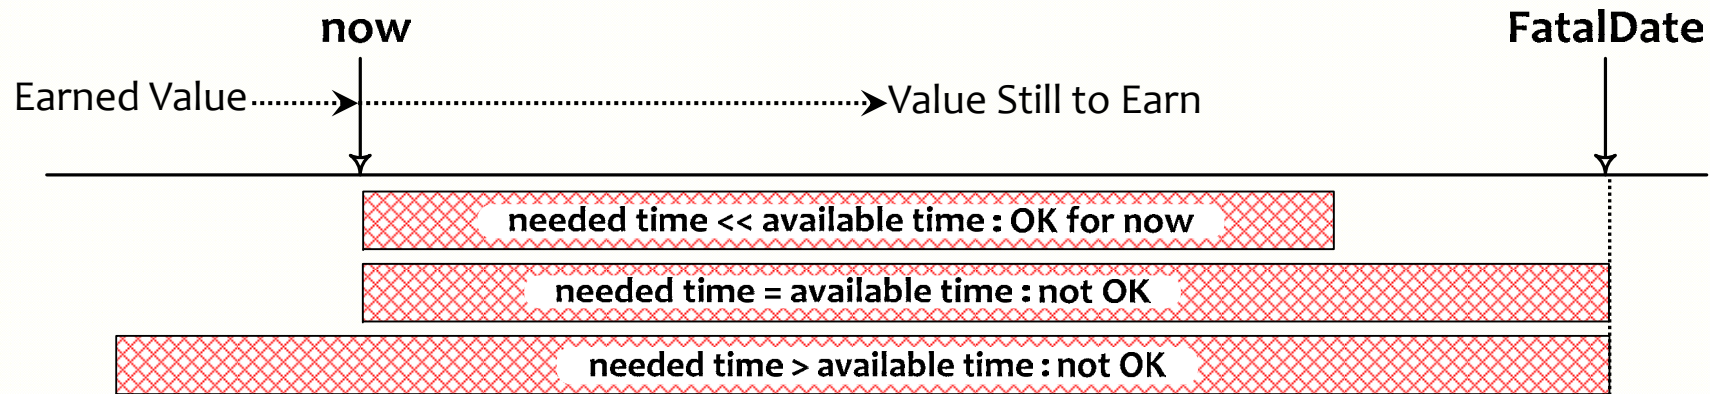 now
FatalDate
Earned Value
Value Still to Earn
needed time << available time : OK for now
needed time = available time : not OK
needed time > available time : not OK